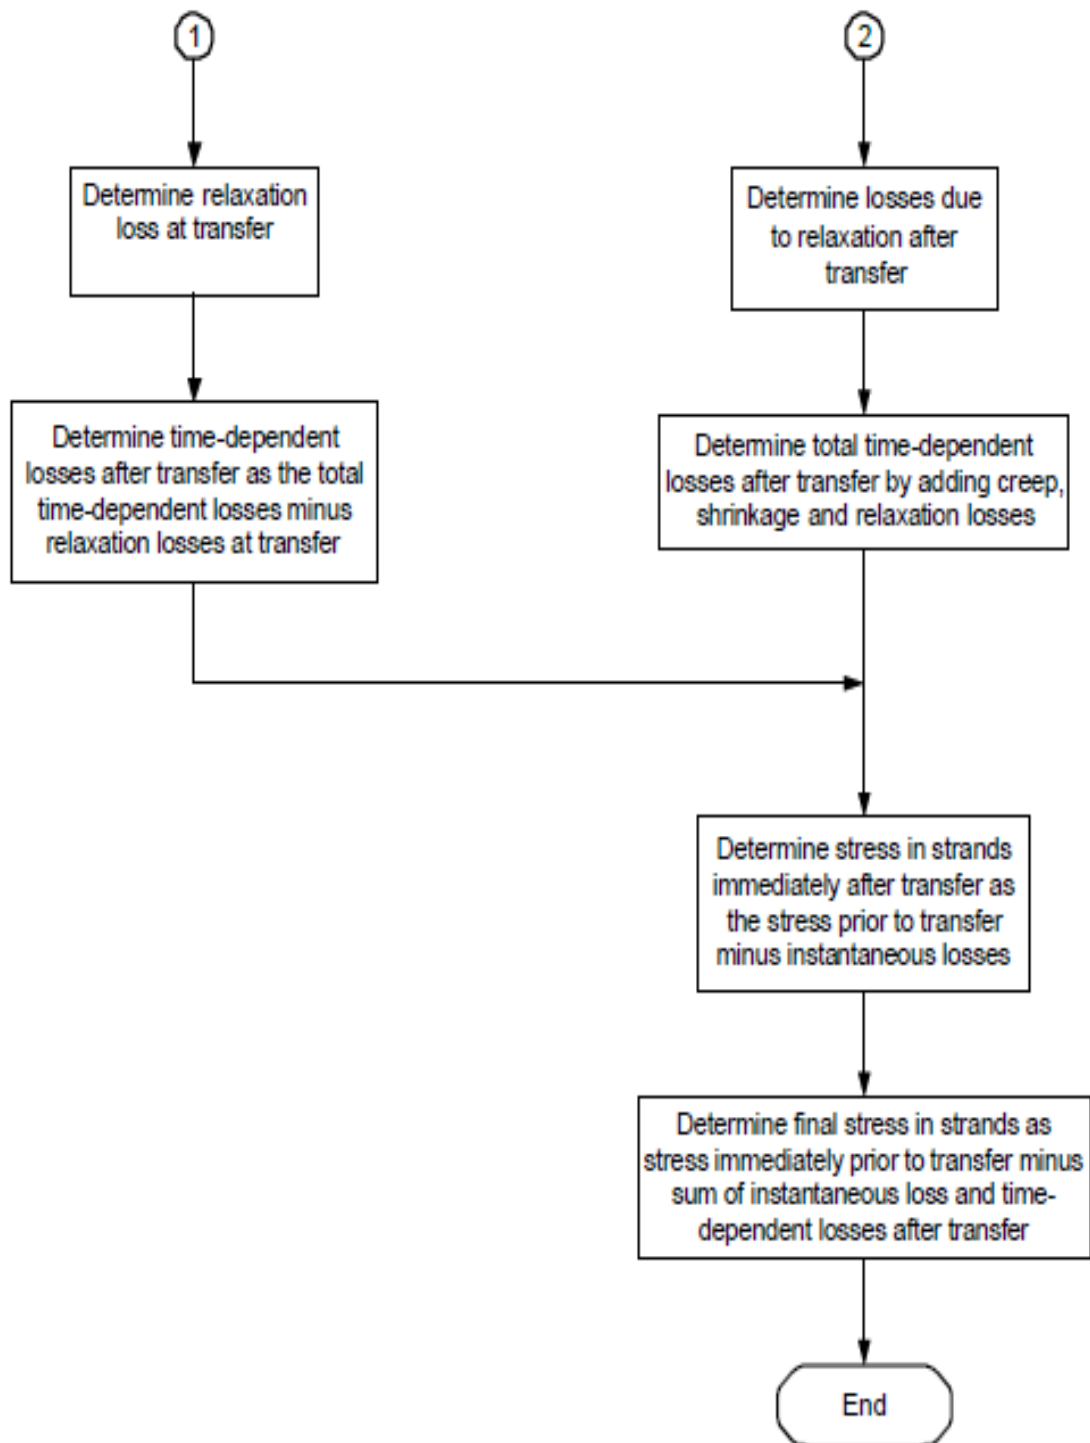 1
Determine relaxation
loss at transfer
Determine time-dependent
losses after transfer as the total
time-dependent losses minus
relaxation losses at transfer
2
Determine losses due
to relaxation after
transfer
Determine total time-dependent
losses after transfer by adding creep,
shrinkage and relaxation losses
Determine stress in strands
immediately after transfer as
the stress prior to transfer
minus instantaneous losses
Determine final stress in strands as
stress immediately prior to transfer minus
sum of instantaneous loss and time-
dependent losses after transfer
End